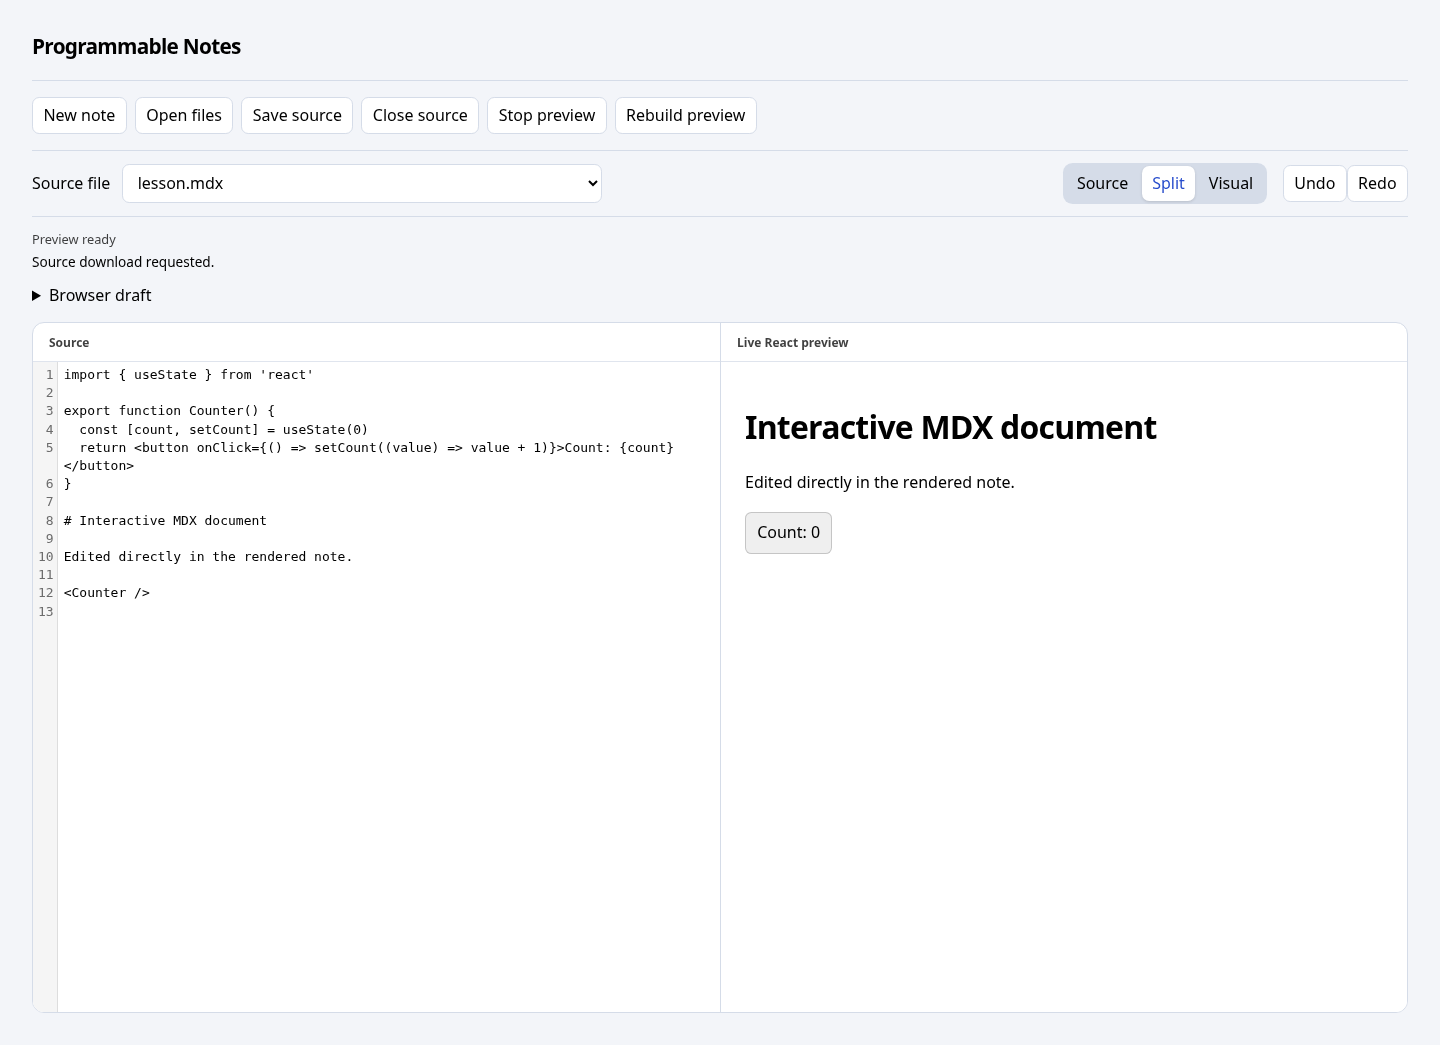 Programmable Notes
New note Open files Save source Close source Stop preview Rebuild preview
Source file lesson.mdx Source Split Visual Undo Redo
Preview ready
Source download requested.
Browser draft
Source
1 import { useState } from 'react'
2
3 export function Counter() {
4   const [count, setCount] = useState(0)
5   return <button onClick={() => setCount((value) => value + 1)}>Count: {count}
</button>
6 }
7
8 # Interactive MDX document
9
10 Edited directly in the rendered note.
11
12 <Counter />
13
Live React preview
Interactive MDX document
Edited directly in the rendered note.
Count: 0